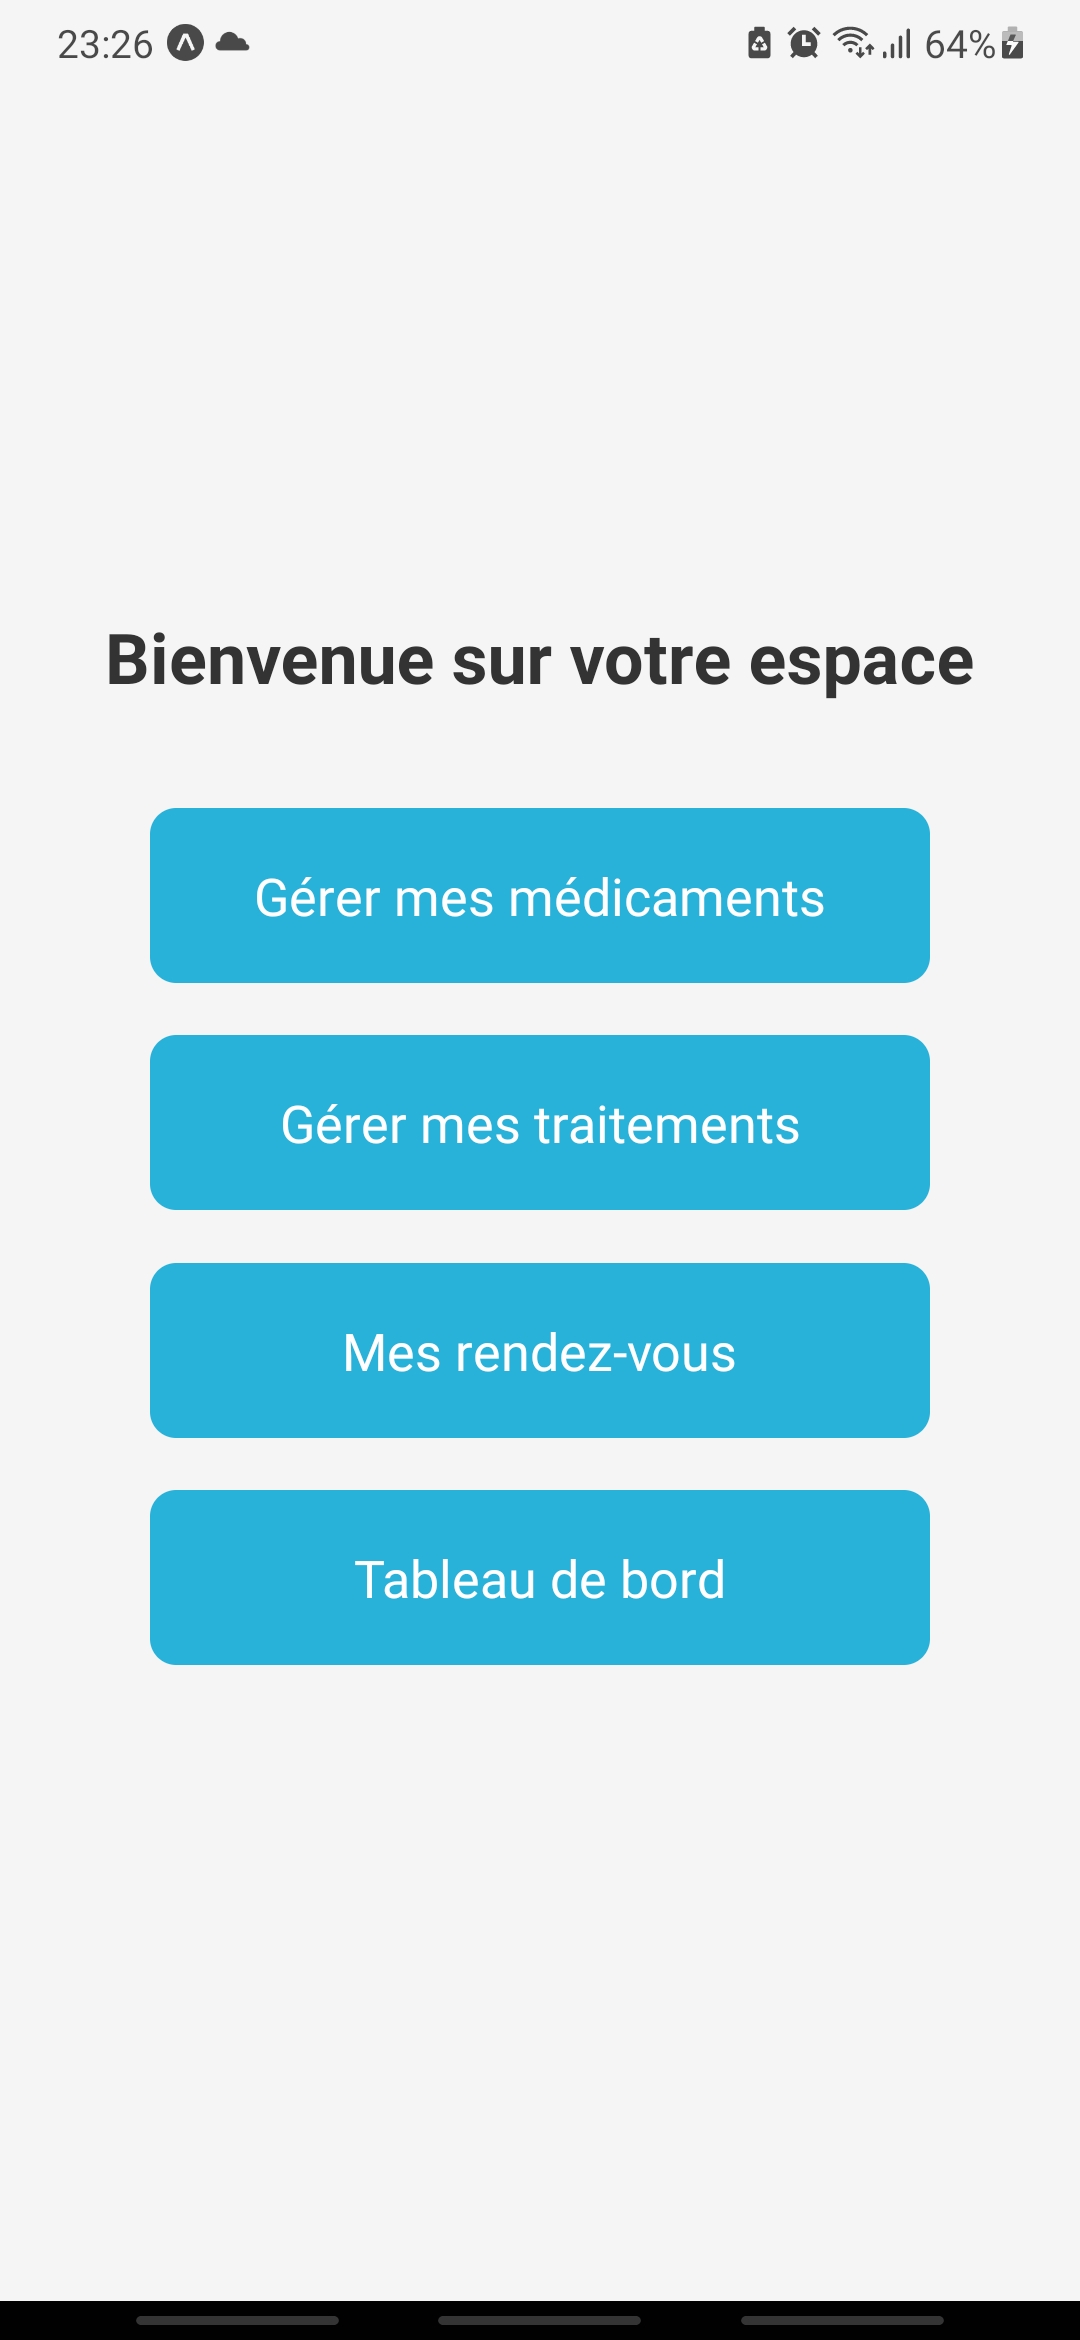 23:26 64%
Bienvenue sur votre espace
Gérer mes médicaments
Gérer mes traitements
Mes rendez-vous
Tableau de bord